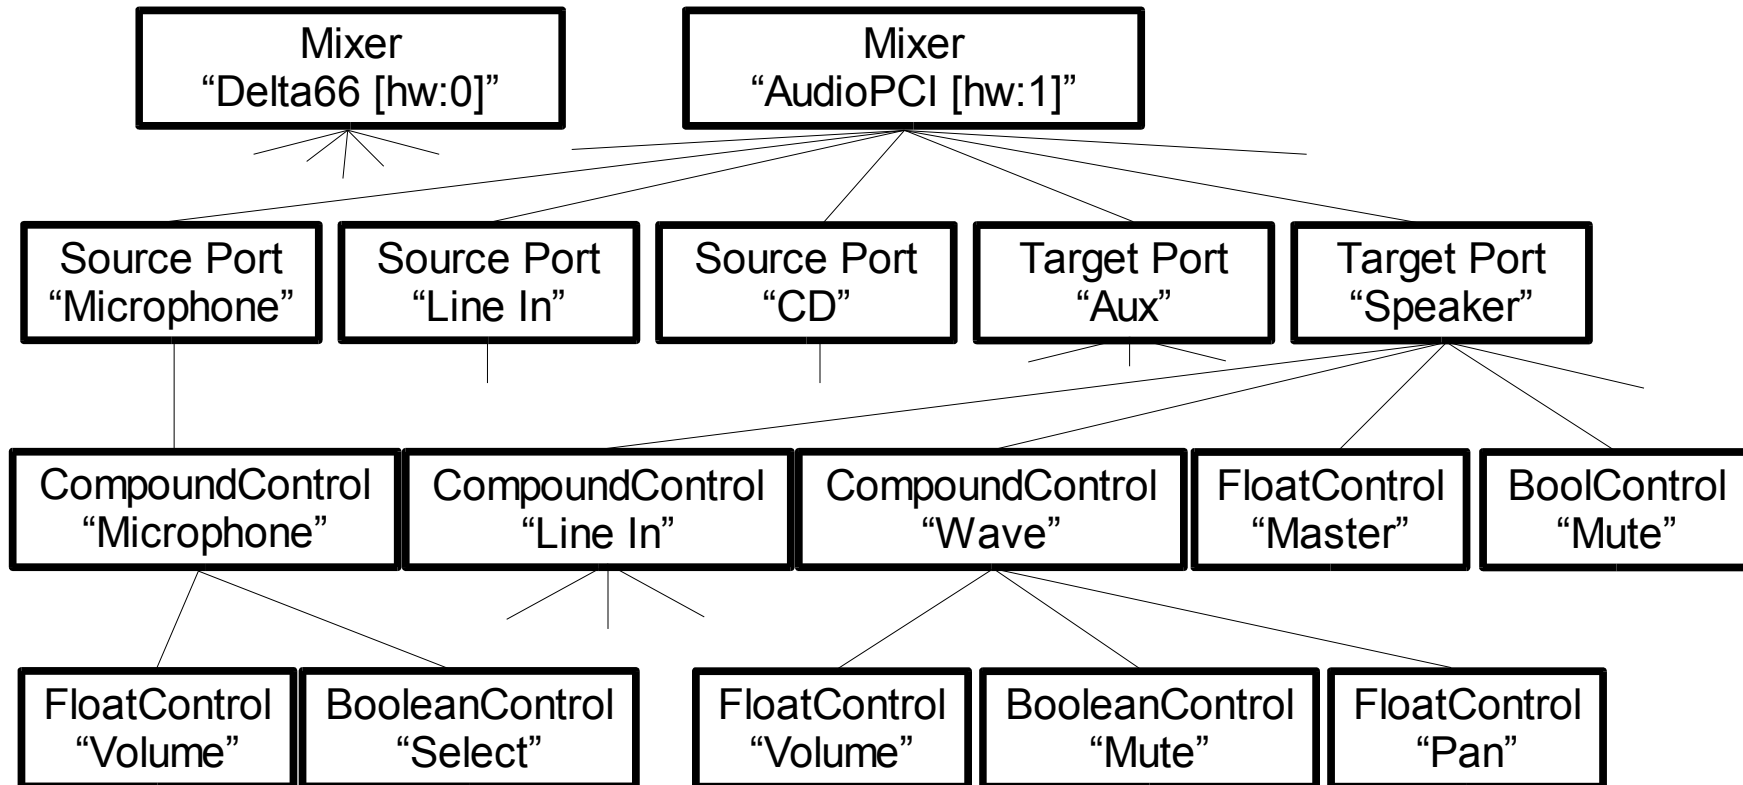 Mixer
“Delta66 [hw:0]”
Mixer
“AudioPCI [hw:1]”
Source Port
“Microphone”
Source Port
“Line In”
Source Port
“CD”
Target Port
“Aux”
Target Port
“Speaker”
CompoundControl
“Microphone”
CompoundControl
“Line In”
CompoundControl
“Wave”
FloatControl
“Master”
BoolControl
“Mute”
FloatControl
“Volume”
BooleanControl
“Select”
FloatControl
“Volume”
BooleanControl
“Mute”
FloatControl
“Pan”